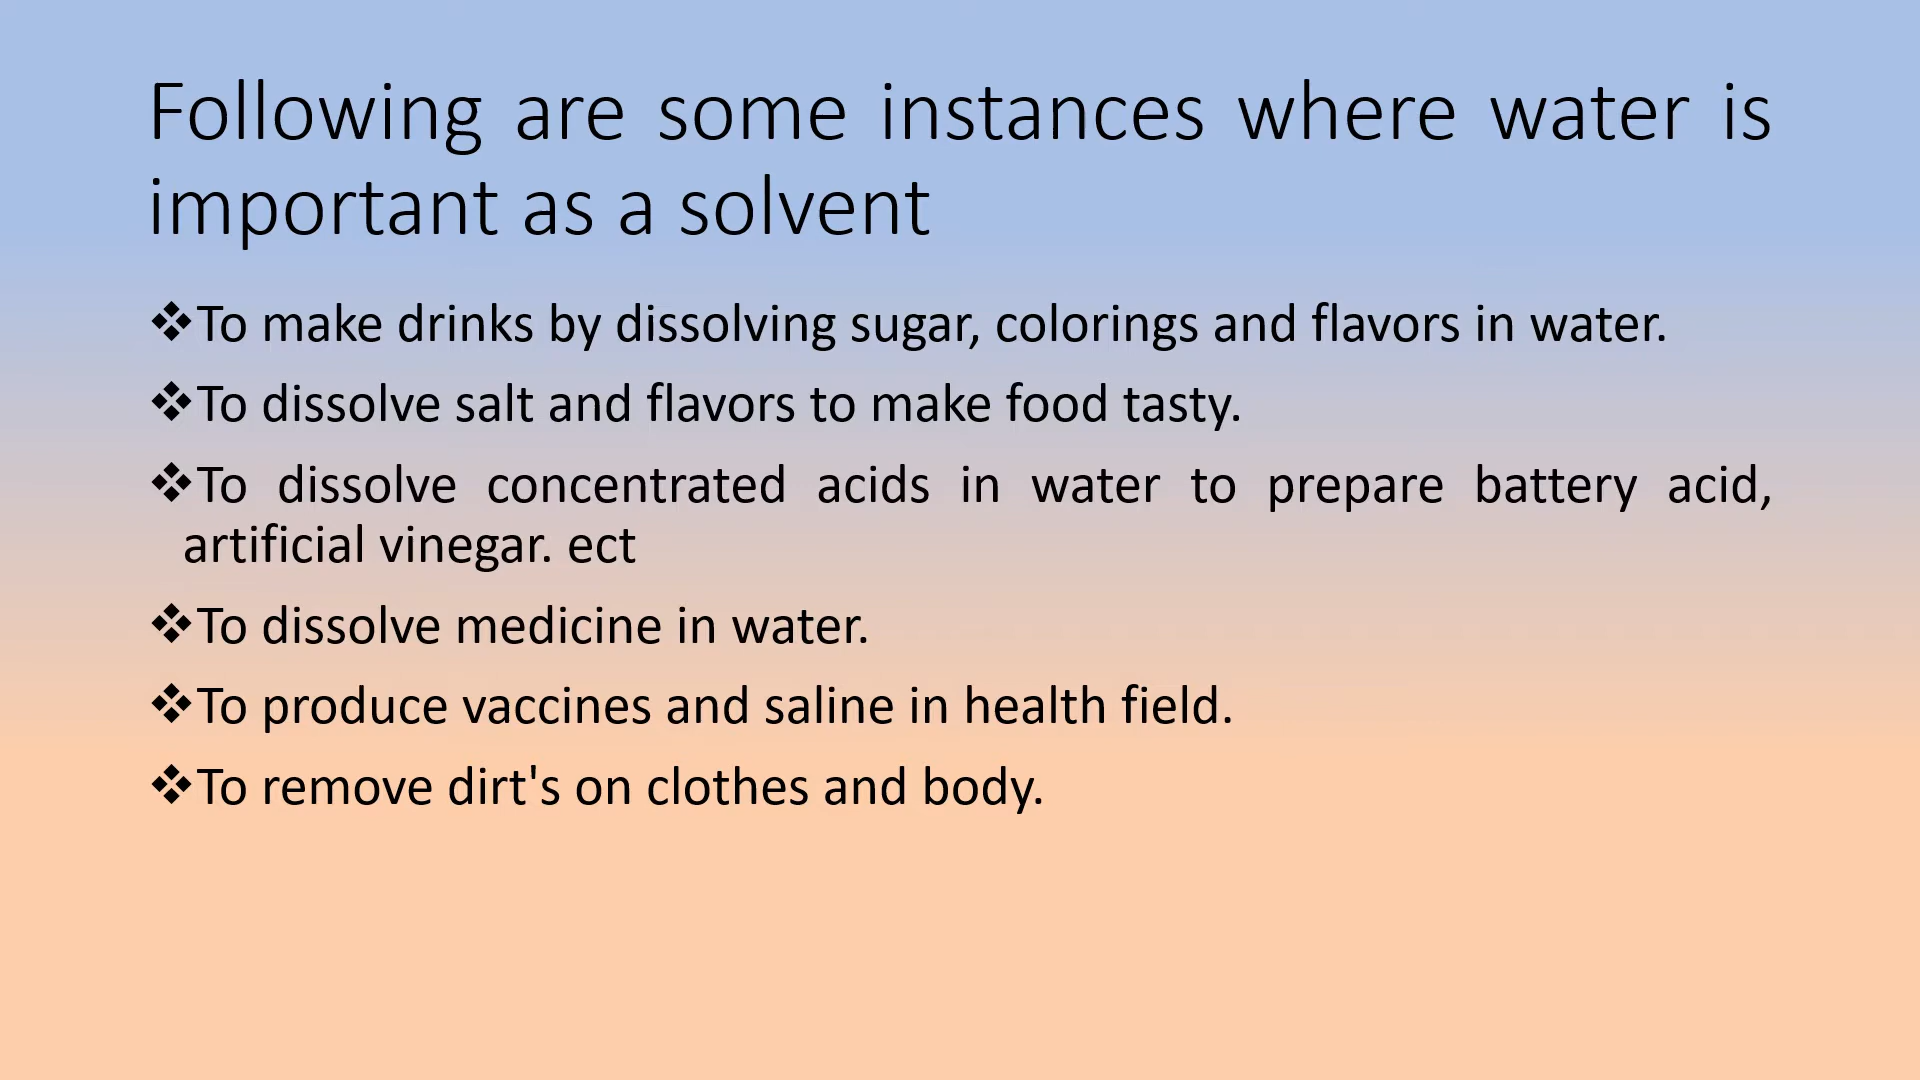 Following are some instances where water is
important as a solvent
❖To make drinks by dissolving sugar, colorings and flavors in water.
❖To dissolve salt and flavors to make food tasty.
❖To dissolve concentrated acids in water to prepare battery acid,
artificial vinegar. ect
❖To dissolve medicine in water.
❖To produce vaccines and saline in health field.
❖To remove dirt's on clothes and body.